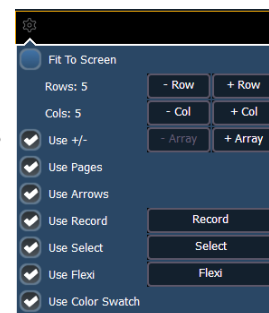 Fit To Screen
Rows: 5 - Row + Row
Cols: 5 - Col + Col
Use +/- - Array + Array
Use Pages
Use Arrows
Use Record Record
Use Select Select
Use Flexi Flexi
Use Color Swatch